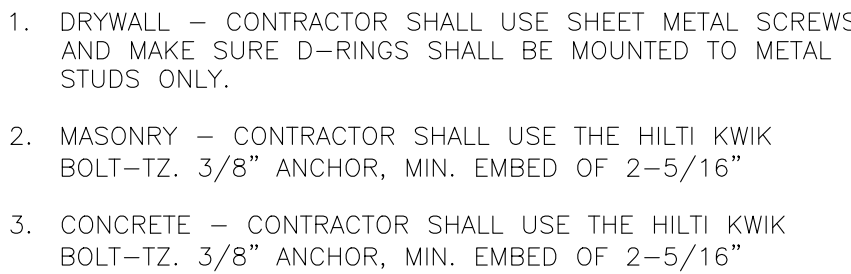 1. DRYWALL – CONTRACTOR SHALL USE SHEET METAL SCREWS
AND MAKE SURE D–RINGS SHALL BE MOUNTED TO METAL
STUDS ONLY.
2. MASONRY – CONTRACTOR SHALL USE THE HILTI KWIK
BOLT–TZ. 3/8" ANCHOR, MIN. EMBED OF 2–5/16"
3. CONCRETE – CONTRACTOR SHALL USE THE HILTI KWIK
BOLT–TZ. 3/8" ANCHOR, MIN. EMBED OF 2–5/16"